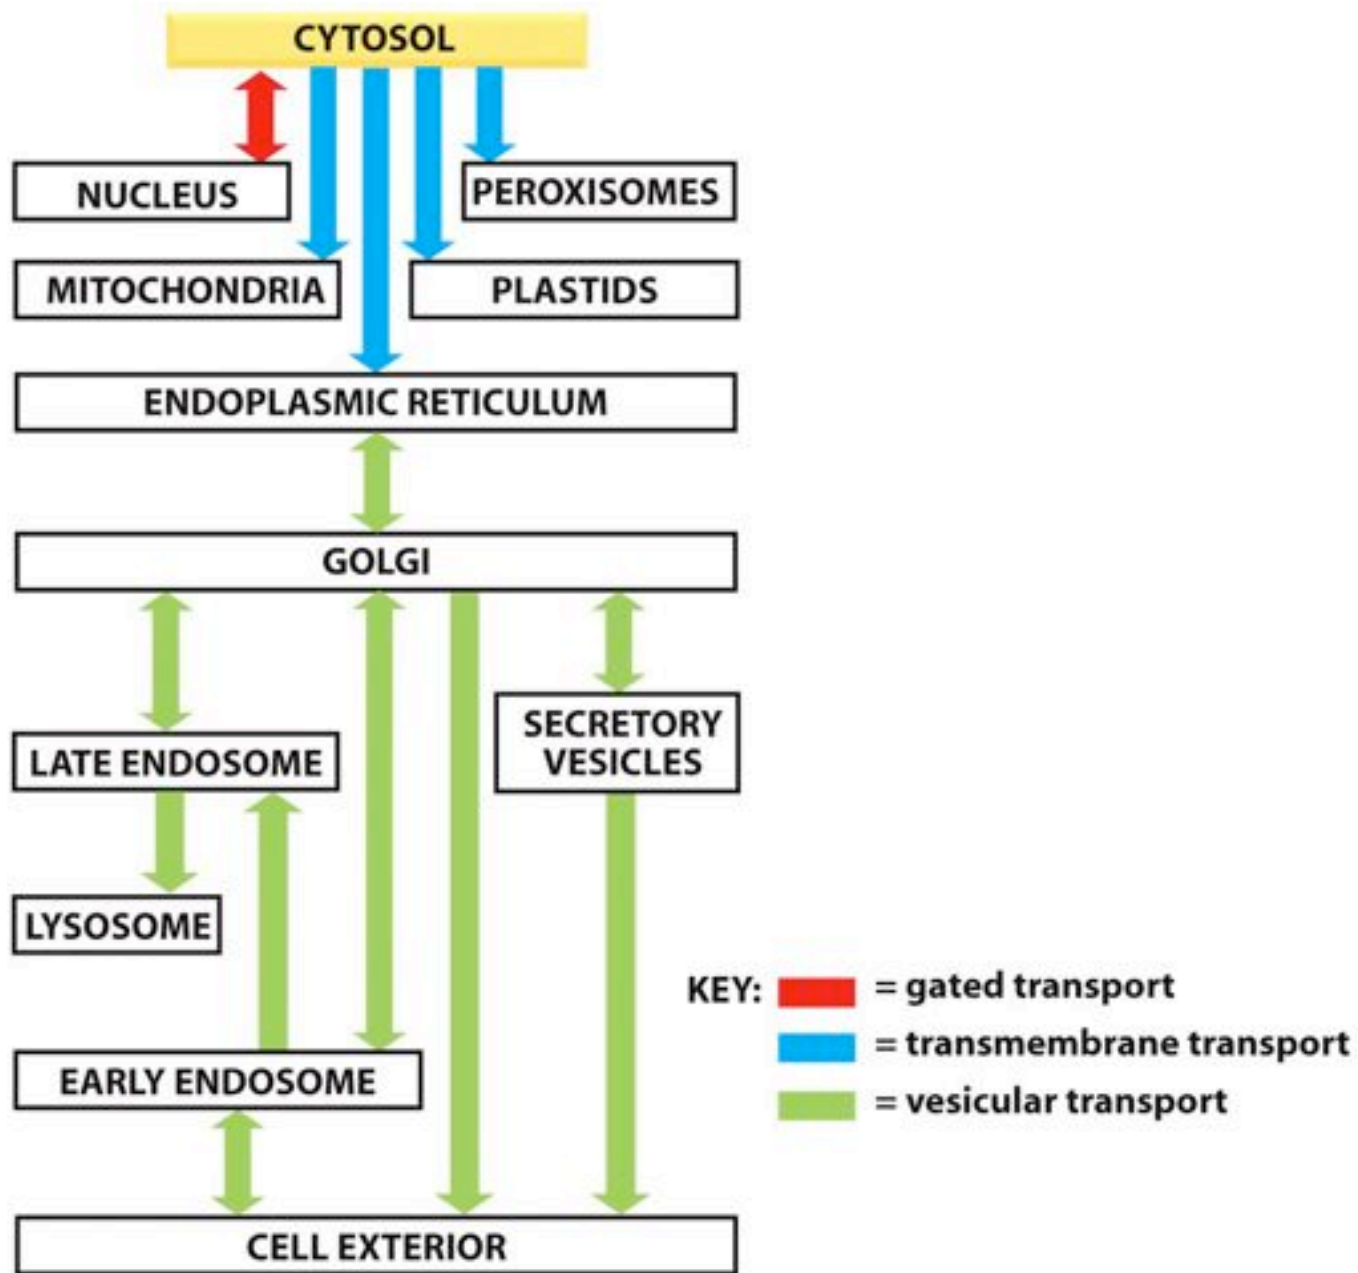 CYTOSOL
NUCLEUS
PEROXISOMES
MITOCHONDRIA
PLASTIDS
ENDOPLASMIC RETICULUM
GOLGI
SECRETORY
VESICLES
LATE ENDOSOME
LYSOSOME
KEY:
= gated transport
= transmembrane transport
= vesicular transport
EARLY ENDOSOME
CELL EXTERIOR